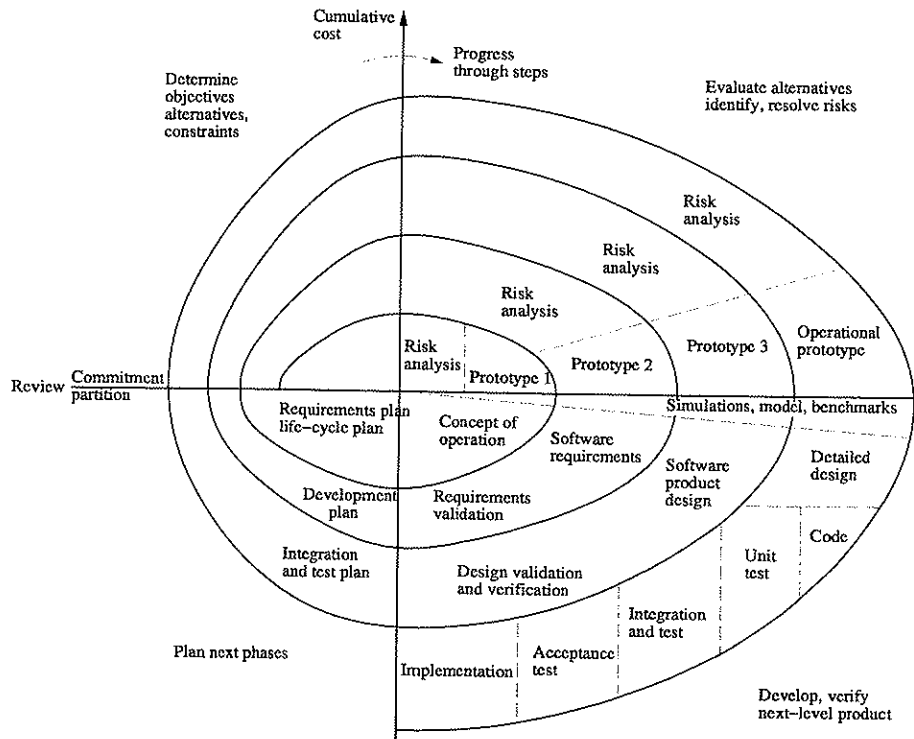 Cumulative
cost
Progress
through steps
Determine
objectives
alternatives,
constraints
Evaluate alternatives
identify, resolve risks
Risk
analysis
Risk
analysis
Risk
analysis
Risk
analysis
Prototype 1
Prototype 2
Prototype 3
Operational
prototype
Review
Commitment
partition
Simulations, model, benchmarks
Requirements plan
life-cycle plan
Concept of
operation
Software
requirements
Software
product
design
Detailed
design
Development
plan
Requirements
validation
Integration
and test plan
Design validation
and verification
Unit
test
Code
Integration
and test
Acceptance
test
Implementation
Plan next phases
Develop, verify
next-level product